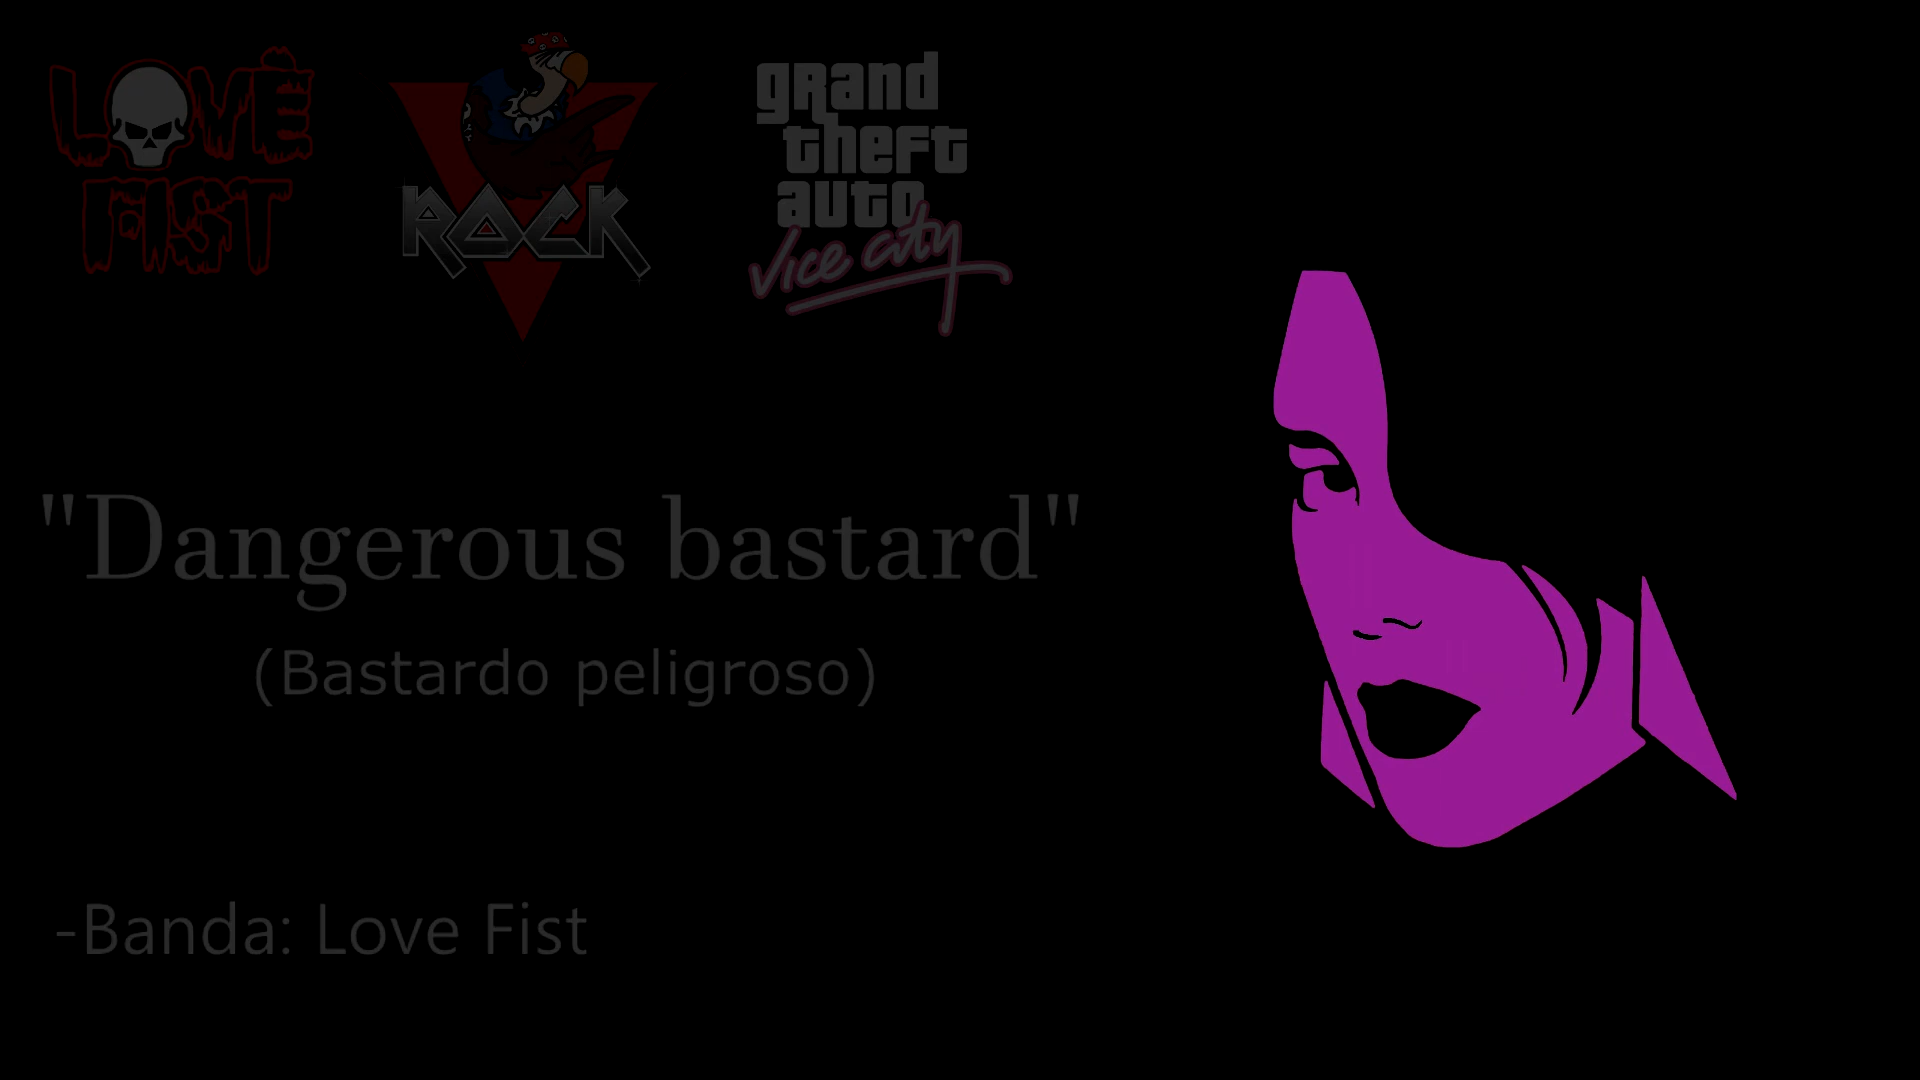 LOVE
FIST
ROCK
grand
theft
auto
vice city
"Dangerous bastard"
(Bastardo peligroso)
-Banda: Love Fist